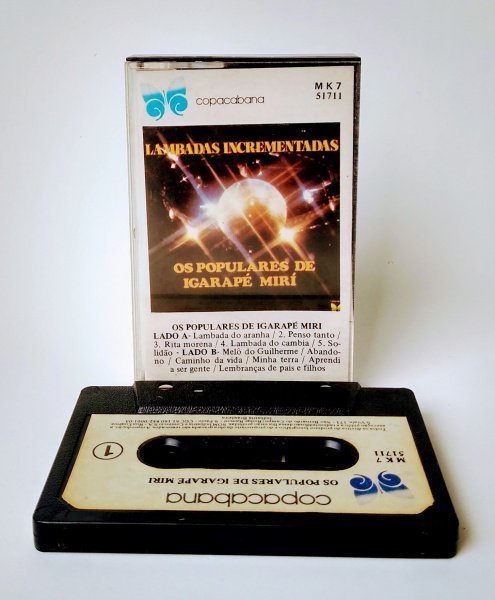 copacabana
MK7
51711
LAMBADAS INCREMENTADAS
OS POPULARES DE
IGARAPÉ MIRÍ
OS POPULARES DE IGARAPÉ MIRI
LADO A- Lambada do aranha / 2. Penso tanto /
3. Rita morena / 4. Lambada do cambia / 5. So-
lidão - LADO B- Melô do Guilherme / Abando-
no / Caminho da vida / Minha terra / Aprendi
a ser gente / Lembranças de pais e filhos
copacabana
OS POPULARES DE IGARAPÉ MIRI
MK7
51711
1